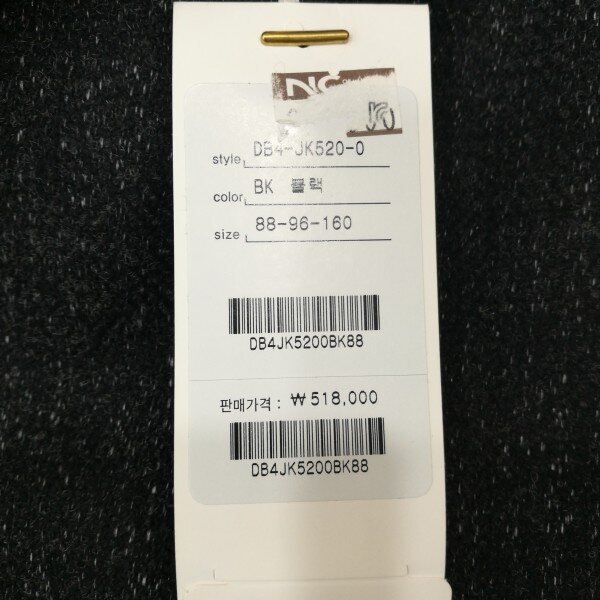 NC
style DB4-JK520-0
color BK 블랙
size 88-96-160
DB4JK5200BK88
판매가격 : ₩518,000
DB4JK5200BK88